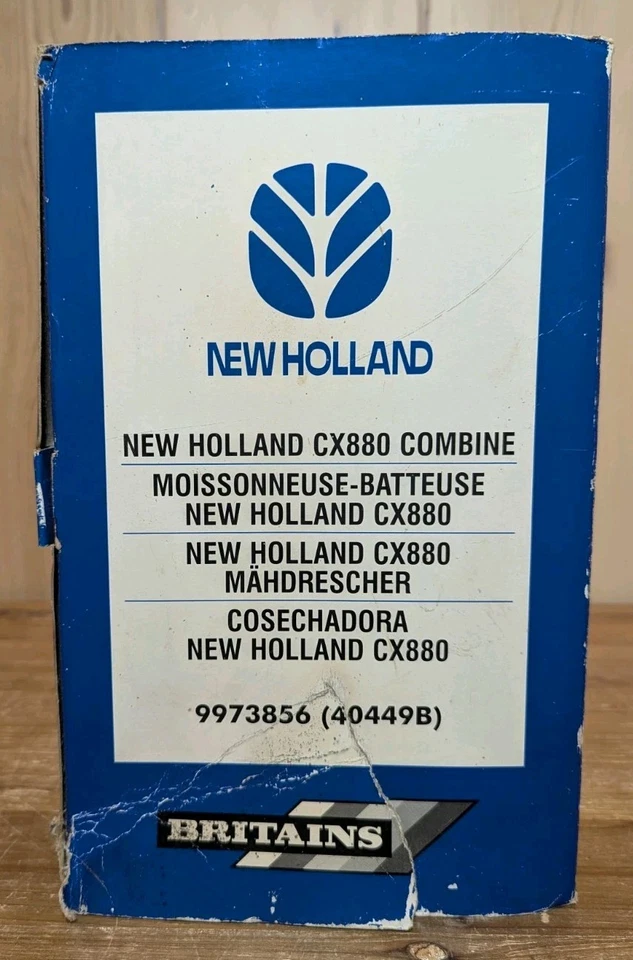 NEW HOLLAND
NEW HOLLAND CX880 COMBINE
MOISSONNEUSE-BATTEUSE
NEW HOLLAND CX880
NEW HOLLAND CX880
MÄHDRESCHER
COSECHADORA
NEW HOLLAND CX880
9973856 (40449B)
BRITAINS